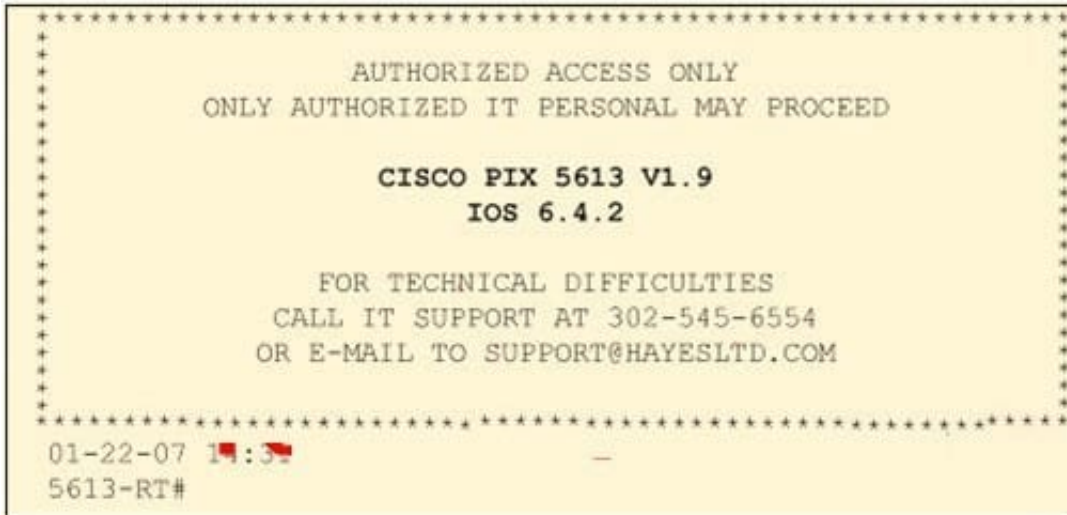 AUTHORIZED ACCESS ONLY
ONLY AUTHORIZED IT PERSONAL MAY PROCEED
CISCO PIX 5613 V1.9
IOS 6.4.2
FOR TECHNICAL DIFFICULTIES
CALL IT SUPPORT AT 302-545-6554
OR E-MAIL TO SUPPORT@HAYESLTD.COM
01-22-07
5613-RT#